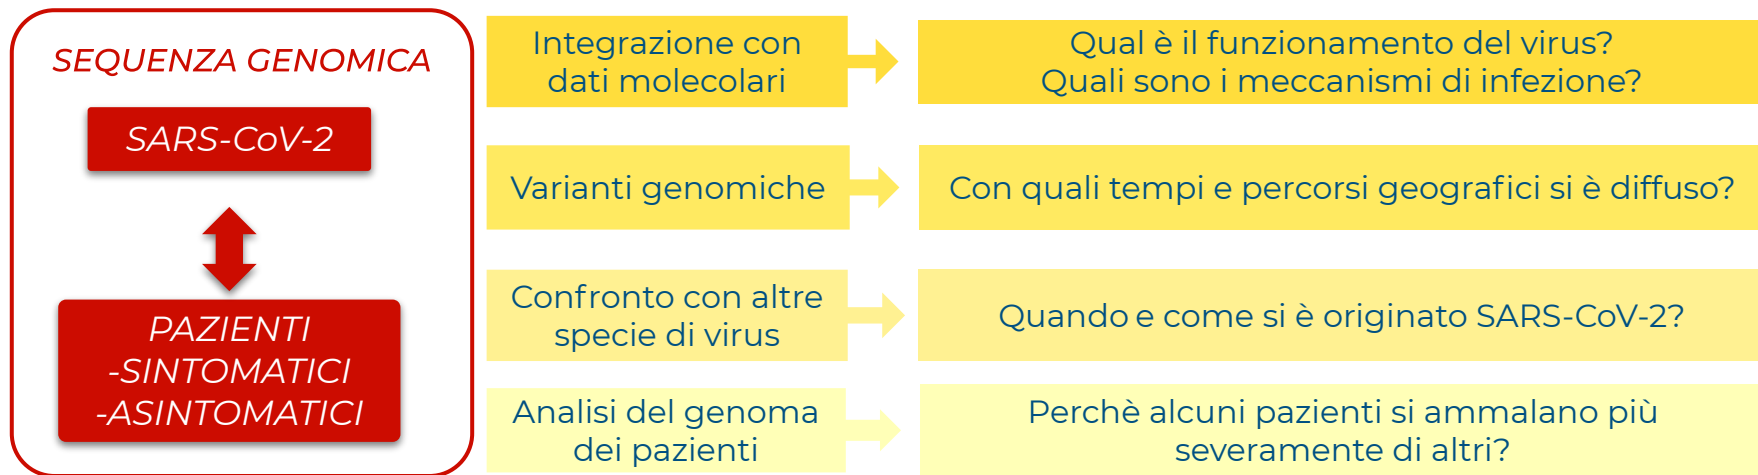 SEQUENZA GENOMICA
SARS-CoV-2
PAZIENTI
-SINTOMATICI
-ASINTOMATICI
Integrazione con
dati molecolari
Qual è il funzionamento del virus?
Quali sono i meccanismi di infezione?
Varianti genomiche
Con quali tempi e percorsi geografici si è diffuso?
Confronto con altre
specie di virus
Quando e come si è originato SARS-CoV-2?
Analisi del genoma
dei pazienti
Perchè alcuni pazienti si ammalano più
severamente di altri?